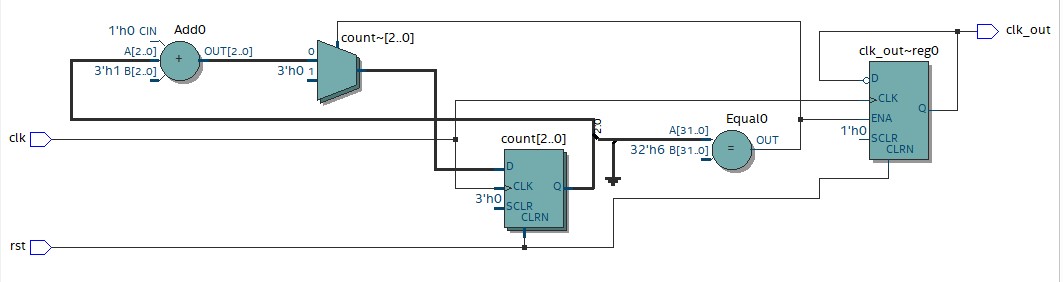 1'h0 CIN
Add0
A[2..0]
OUT[2..0]
3'h1 B[2..0]
+
count~[2..0]
0
3'h0 1
clk_out
clk_out~reg0
D
CLK
ENA
Q
1'h0
SCLR
CLRN
clk
2:0
count[2..0]
D
CLK
Q
3'h0
SCLR
CLRN
Equal0
A[31..0]
OUT
32'h6 B[31..0]
=
rst